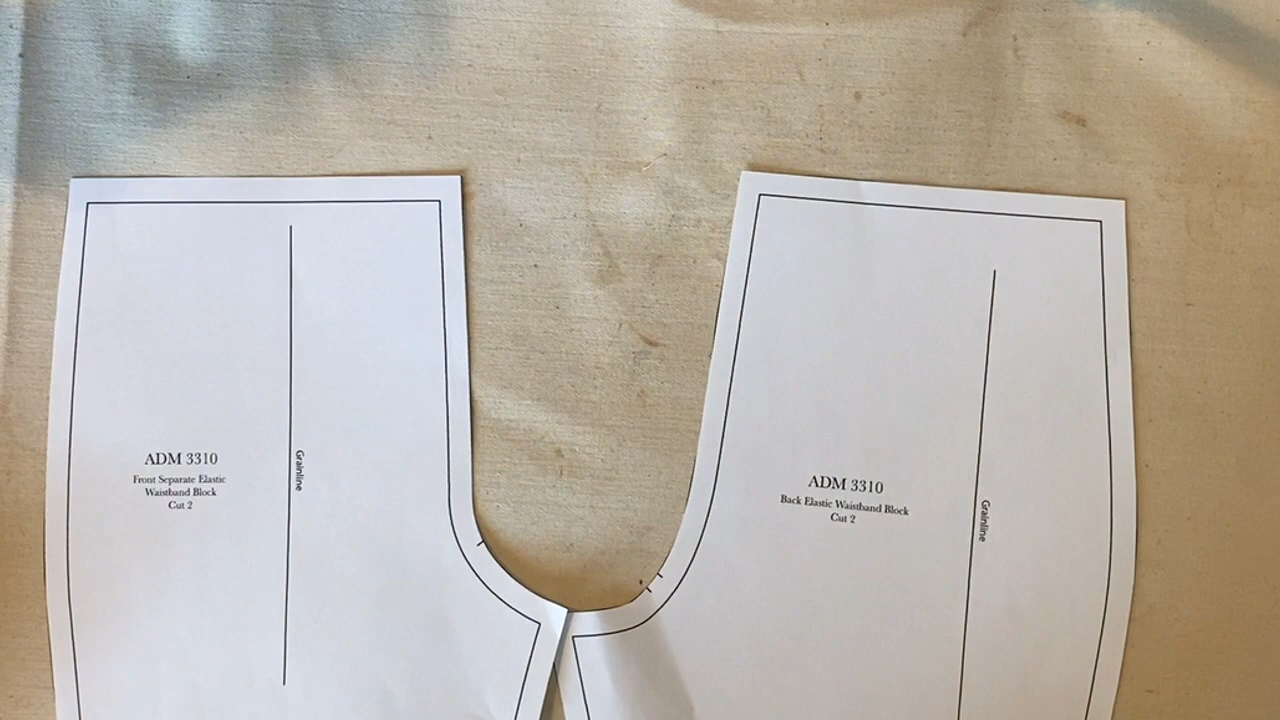 ADM 3310
Front Separate Elastic
Waistband Block
Cut 2
Grainline
ADM 3310
Back Elastic Waistband Block
Cut 2
Grainline